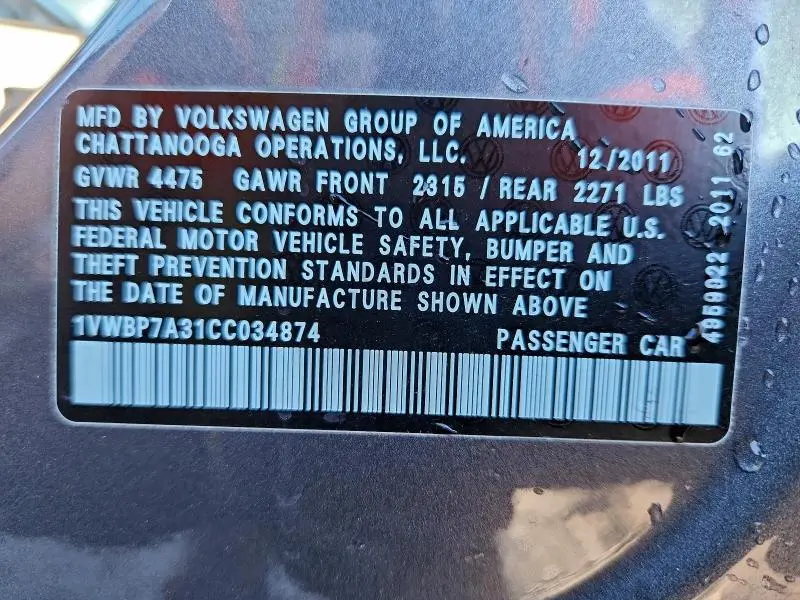 MFD BY VOLKSWAGEN GROUP OF AMERICA
CHATTANOOGA OPERATIONS, LLC. 12/2011
GVWR 4475 GAWR FRONT 2315 / REAR 2271 LBS
THIS VEHICLE CONFORMS TO ALL APPLICABLE U.S.
FEDERAL MOTOR VEHICLE SAFETY, BUMPER AND
THEFT PREVENTION STANDARDS IN EFFECT ON
THE DATE OF MANUFACTURE SHOWN ABOVE
1VWBP7A31CC034874 PASSENGER CAR
4959022 2011 62